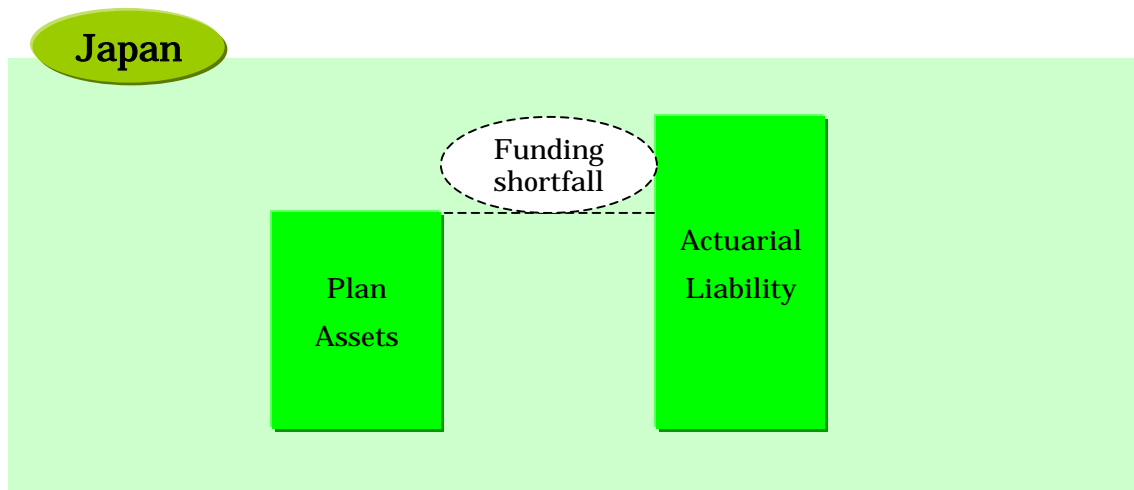 Japan
Funding
shortfall
Actuarial
Liability
Plan
Assets